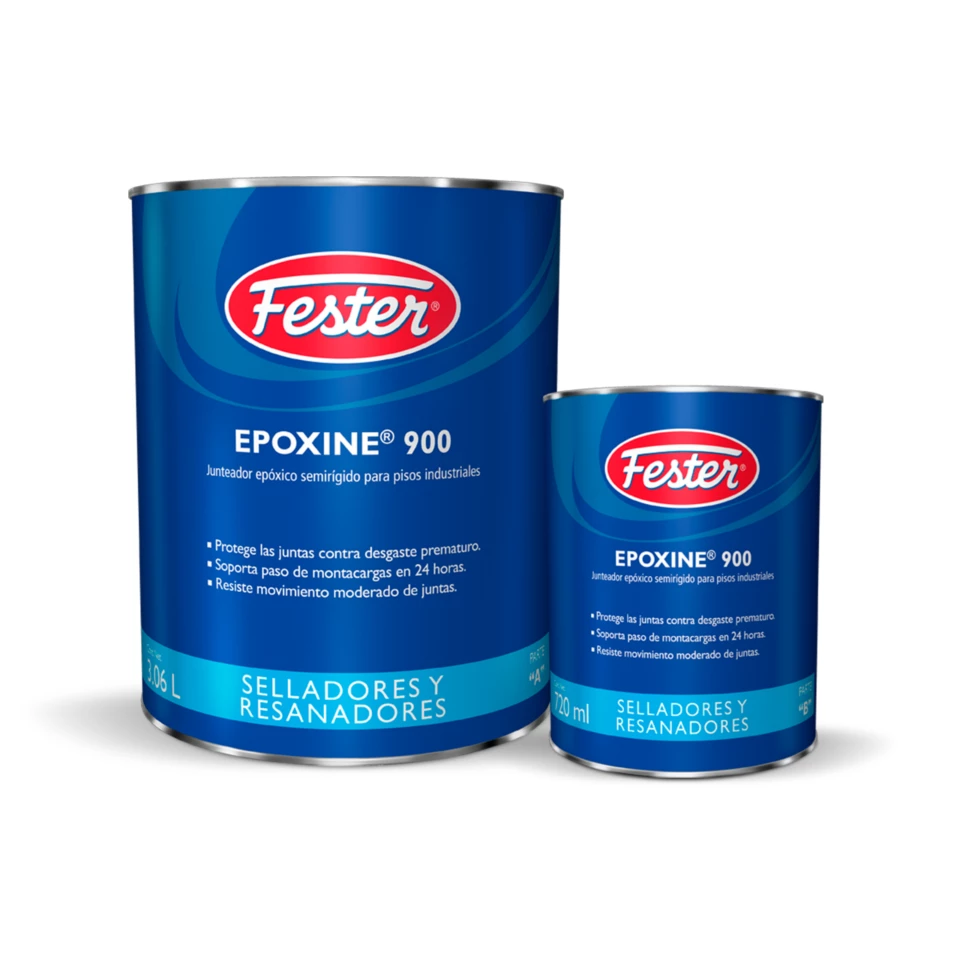 Fester®
EPOXINE® 900
Junteador epóxico semirígido para pisos industriales
▪ Protege las juntas contra desgaste prematuro.
▪ Soporta paso de montacargas en 24 horas.
▪ Resiste movimiento moderado de juntas.
3.06 L
SELLADORES Y
RESANADORES
PARTE
“A”
Fester®
EPOXINE® 900
Junteador epóxico semirígido para pisos industriales
▪ Protege las juntas contra desgaste prematuro.
▪ Soporta paso de montacargas en 24 horas.
▪ Resiste movimiento moderado de juntas.
720 ml
SELLADORES Y
RESANADORES
PARTE
“B”